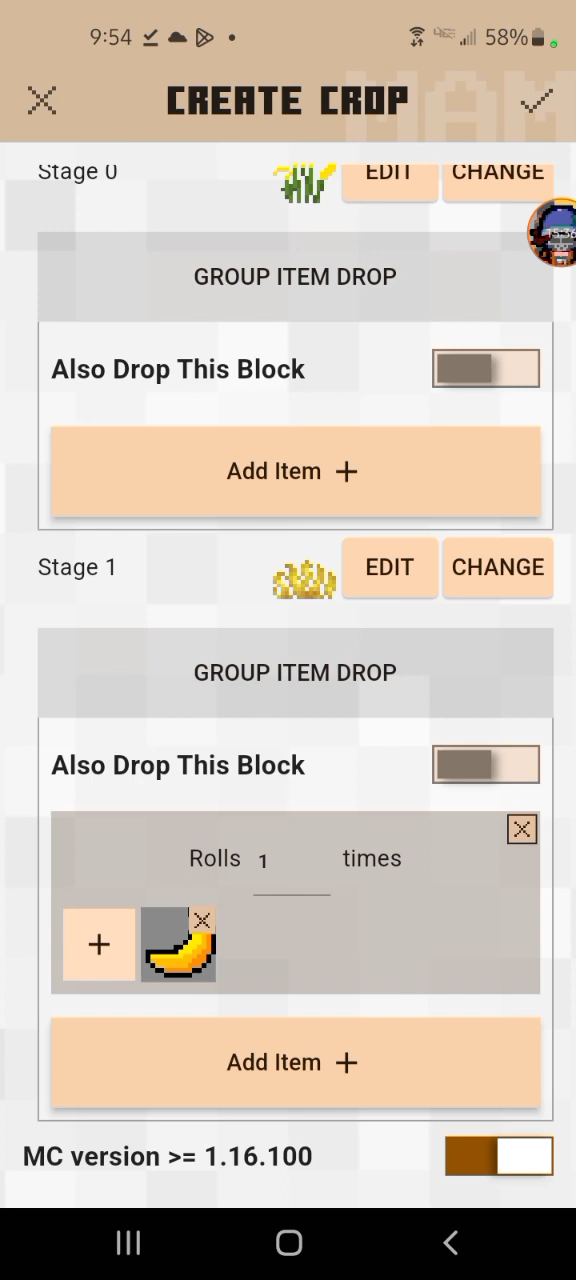 9:54 58%
CREATE CROP
Stage 0 EDIT CHANGE
GROUP ITEM DROP
Also Drop This Block
Add Item +
Stage 1 EDIT CHANGE
GROUP ITEM DROP
Also Drop This Block
Rolls 1 times
+
Add Item +
MC version >= 1.16.100